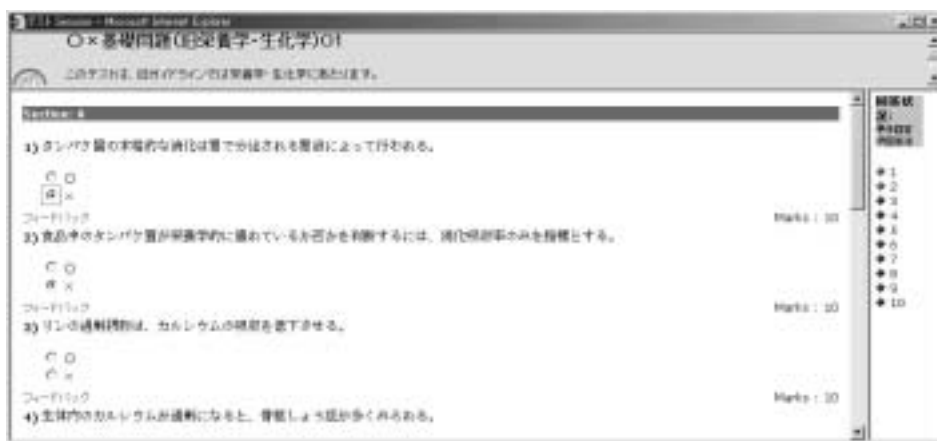 Session - Microsoft Internet Explorer
○×基礎問題(旧栄養学・生化学)01
このテストは、旧ガイドラインでは栄養学・生化学にあたります。
Section: A
1) タンパク質の本格的な消化は胃で分泌される胃液によって行われる。
○
×
フィードバック
Marks : 10
2) 食品中のタンパク質が栄養学的に優れているか否かを判断するには、消化吸収率のみを指標とする。
○
×
フィードバック
Marks : 10
3) リンの過剰摂取は、カルシウムの吸収を低下させる。
○
×
フィードバック
Marks : 10
4) 生体内のカルシウムが過剰になると、骨粗しょう症が多くみられる。
解答状況:
1
2
3
4
5
6
7
8
9
10